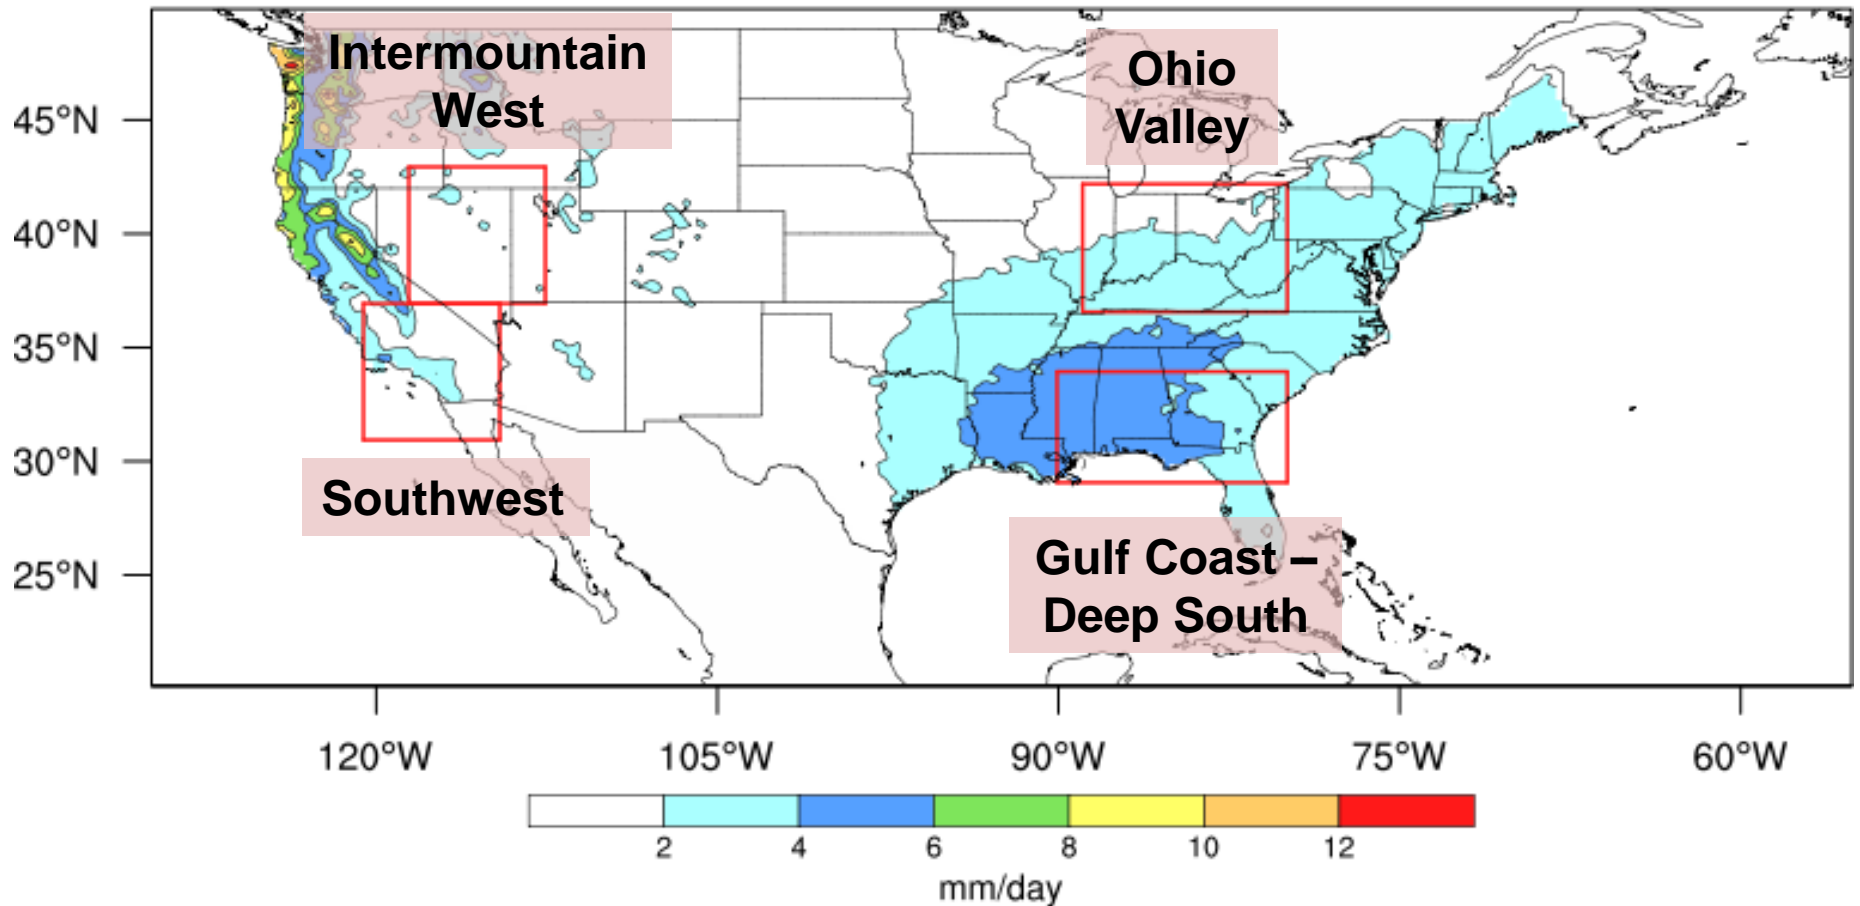 Intermountain
West
Ohio
Valley
45°N
40°N
35°N
30°N
25°N
Southwest
Gulf Coast –
Deep South
120°W
105°W
90°W
75°W
60°W
2
4
6
8
10
12
mm/day